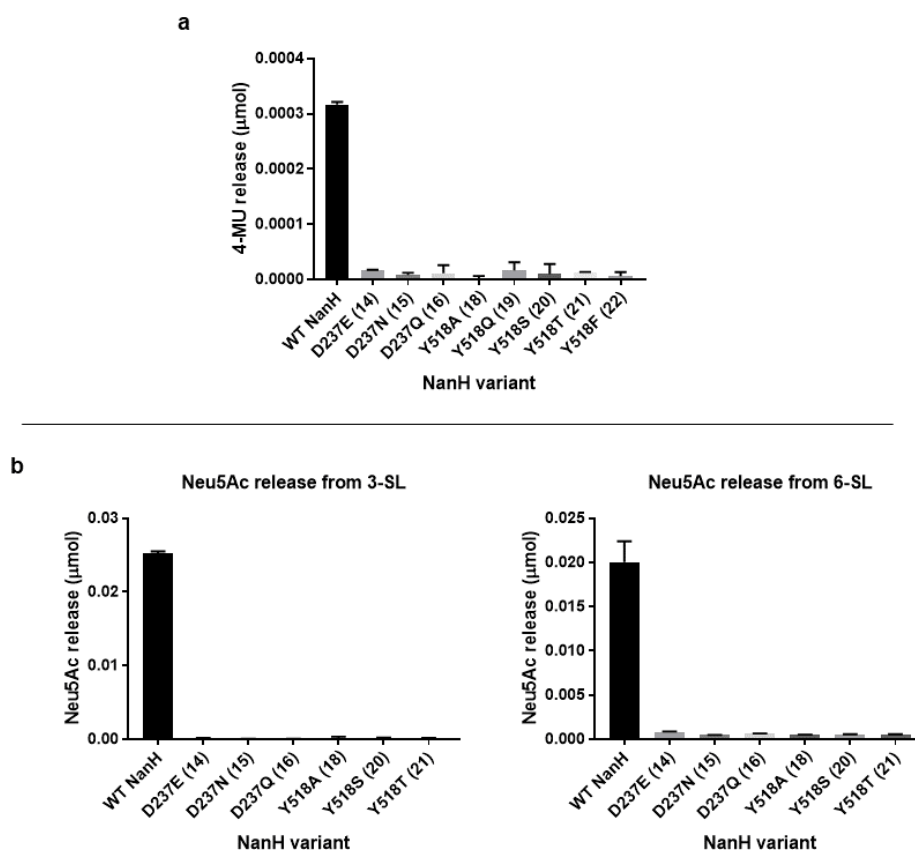 a
4-MU release (µmol)
0.0004
0.0003
0.0002
0.0001
0.0000
WT NanH
D237E (14)
D237N (15)
D237Q (16)
Y518A (18)
Y518Q (19)
Y518S (20)
Y518T (21)
Y518F (22)
NanH variant
b
Neu5Ac release from 3-SL
Neu5Ac release (µmol)
0.03
0.02
0.01
0.00
WT NanH
D237E (14)
D237N (15)
D237Q (16)
Y518A (18)
Y518S (20)
Y518T (21)
NanH variant
Neu5Ac release from 6-SL
Neu5Ac release (µmol)
0.025
0.020
0.015
0.010
0.005
0.000
WT NanH
D237E (14)
D237N (15)
D237Q (16)
Y518A (18)
Y518S (20)
Y518T (21)
NanH variant